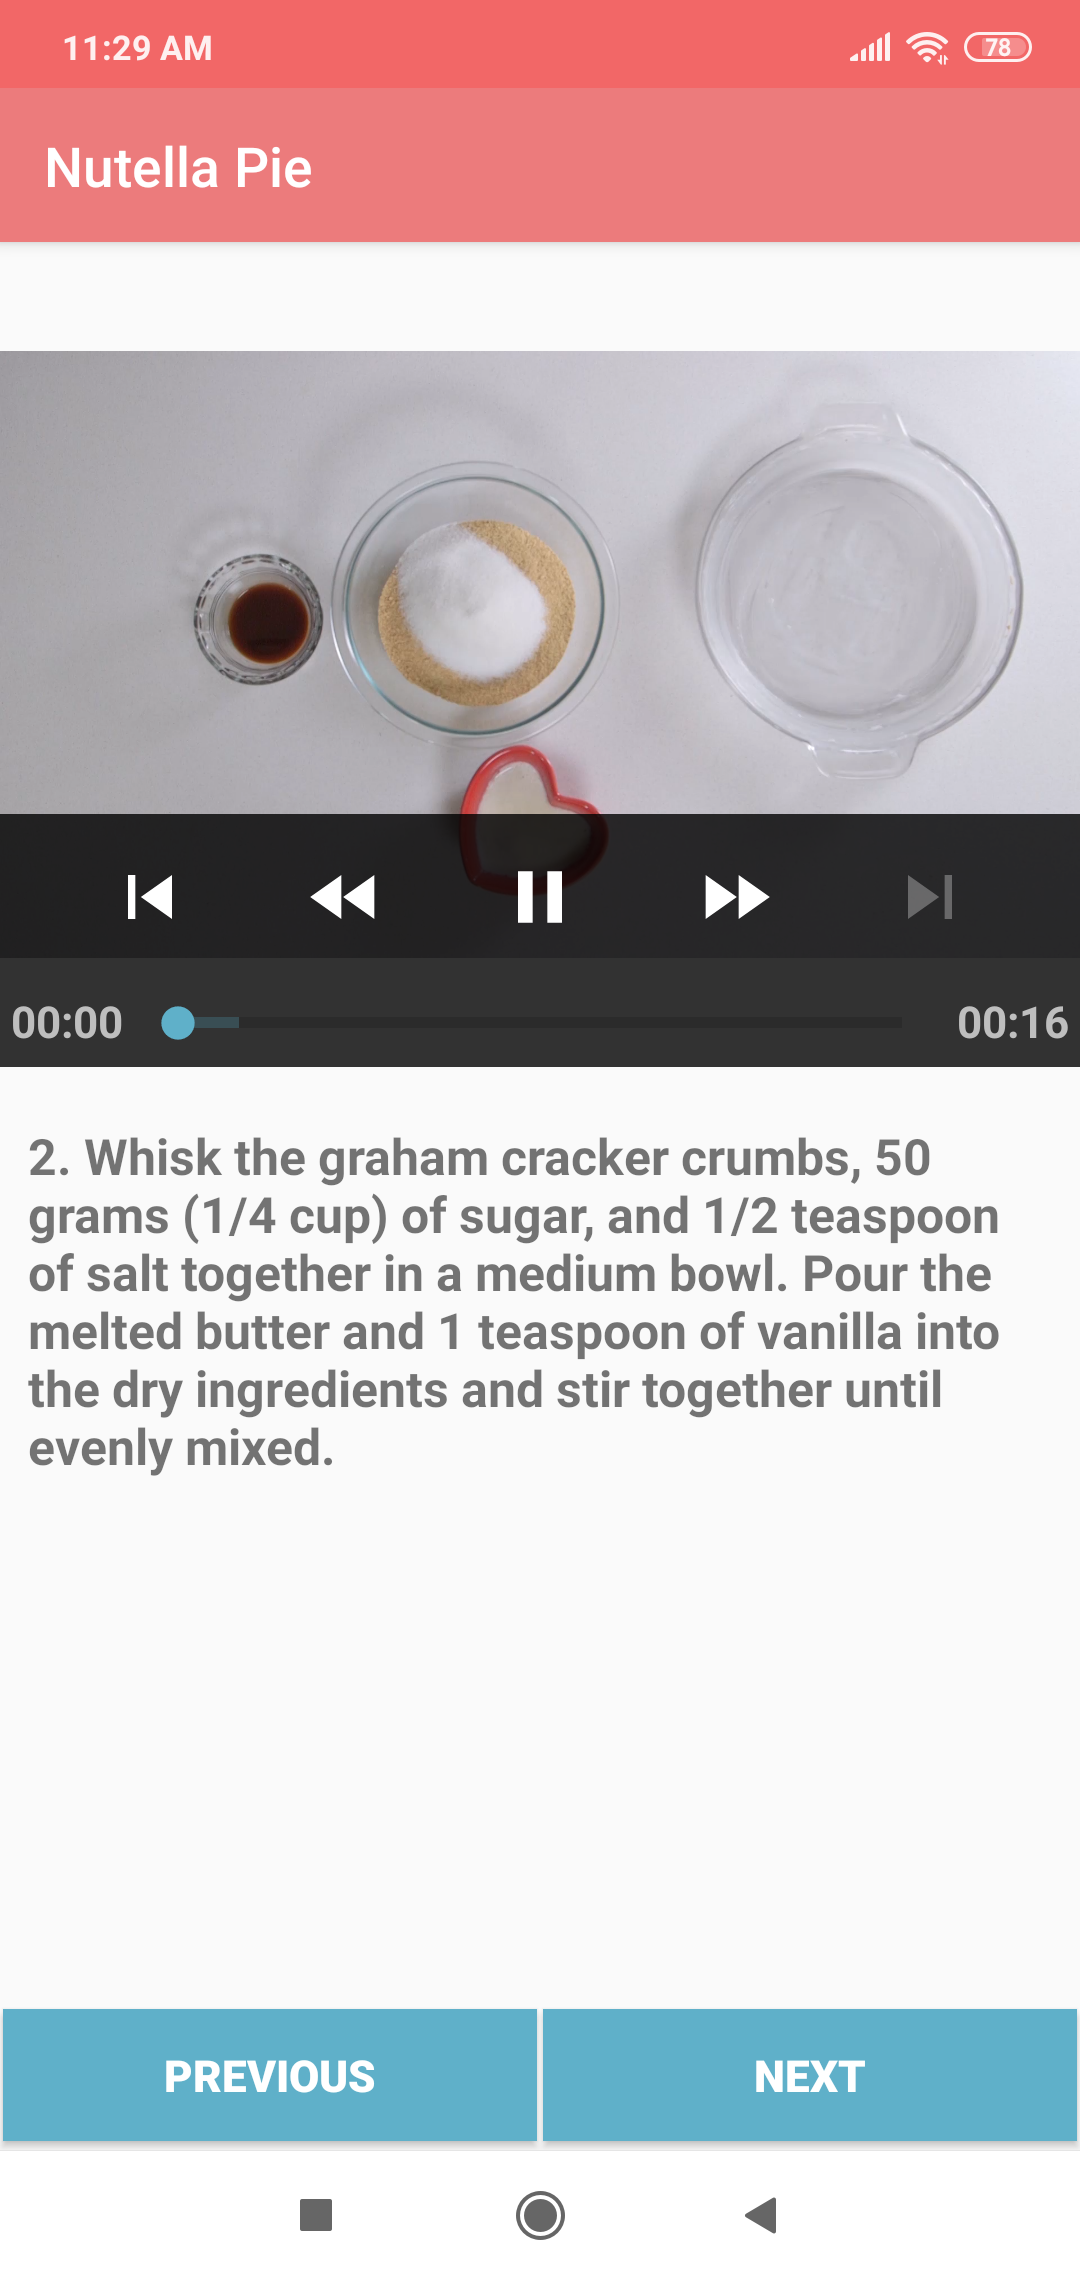 11:29 AM
78
Nutella Pie
00:00
00:16
2. Whisk the graham cracker crumbs, 50
grams (1/4 cup) of sugar, and 1/2 teaspoon
of salt together in a medium bowl. Pour the
melted butter and 1 teaspoon of vanilla into
the dry ingredients and stir together until
evenly mixed.
PREVIOUS
NEXT